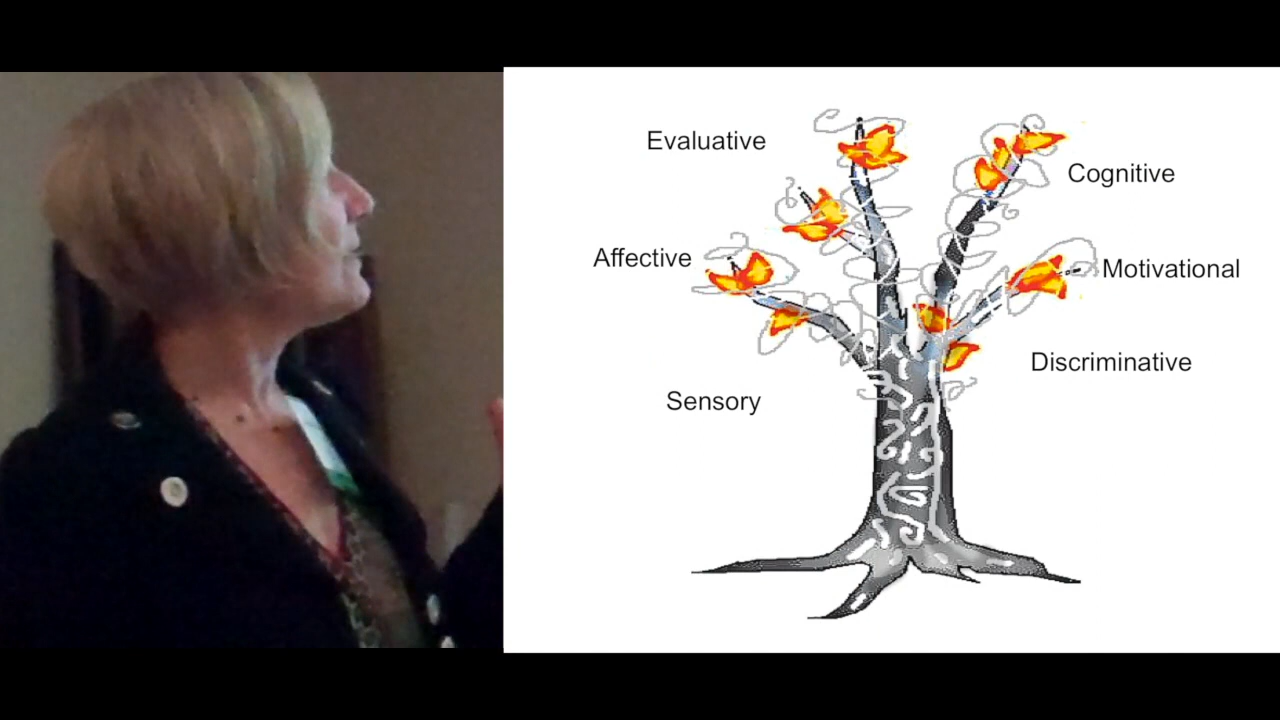 Evaluative
Cognitive
Affective
Motivational
Discriminative
Sensory